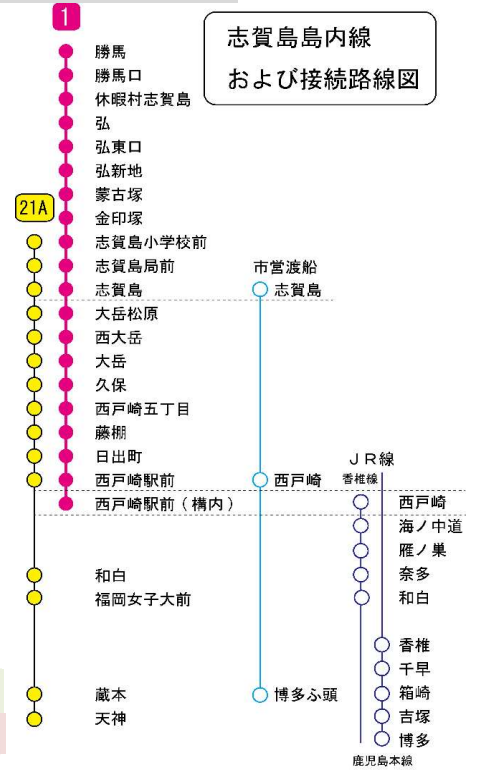 1
志賀島島内線
および接続路線図
勝馬
勝馬口
休暇村志賀島
弘
弘東口
弘新地
蒙古塚
21A
金印塚
志賀島小学校前
志賀島局前
市営渡船
志賀島
志賀島
大岳松原
西大岳
大岳
久保
西戸崎五丁目
藤棚
日出町
JR線
西戸崎駅前
西戸崎
香椎線
西戸崎駅前(構内)
西戸崎
海ノ中道
雁ノ巣
和白
奈多
福岡女子大前
和白
香椎
千早
蔵本
博多ふ頭
箱崎
天神
吉塚
博多
鹿児島本線